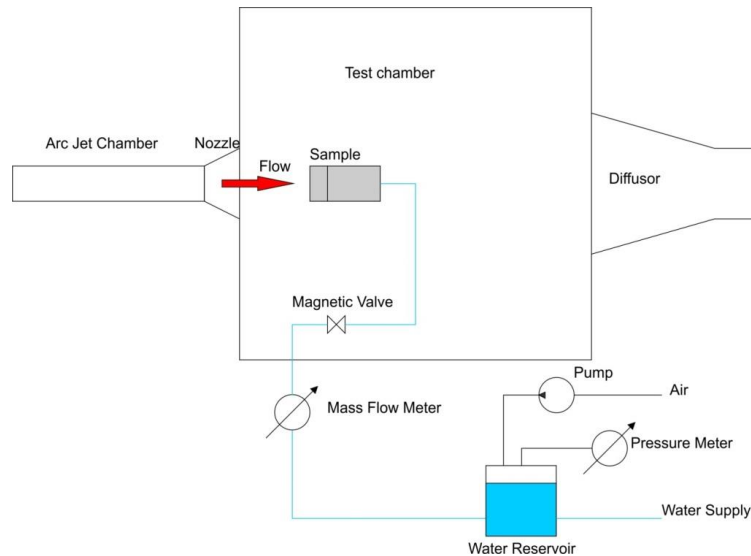 Test chamber
Arc Jet Chamber
Nozzle
Flow
Sample
Diffusor
Magnetic Valve
Mass Flow Meter
Pump
Air
Pressure Meter
Water Supply
Water Reservoir